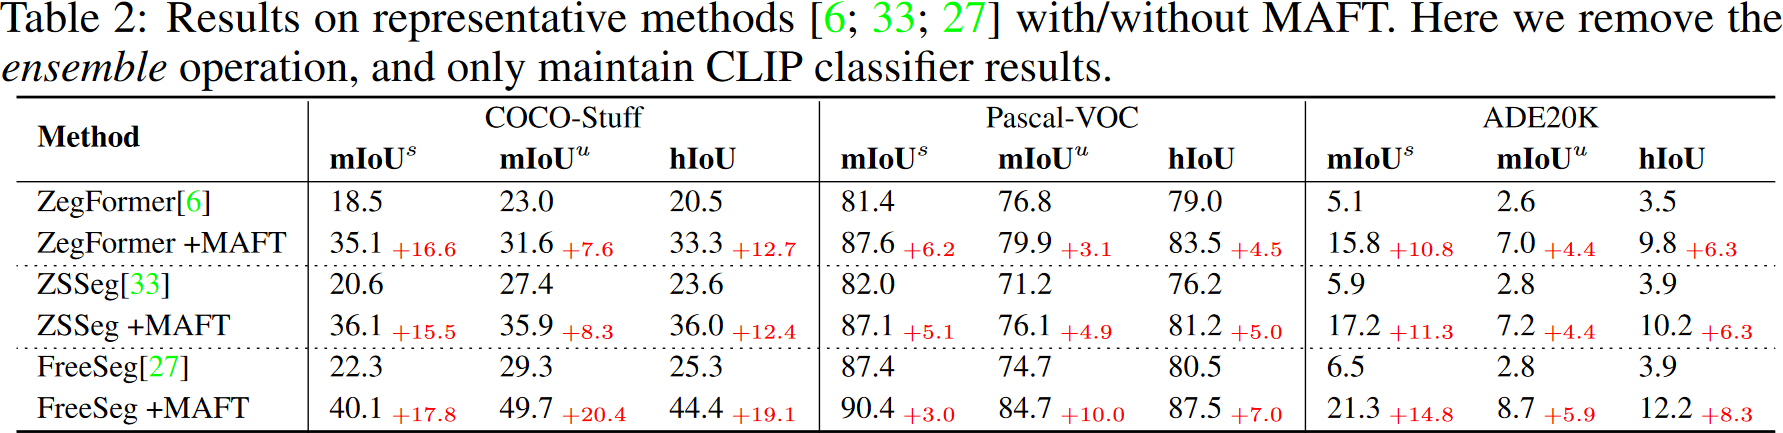 Table 2: Results on representative methods [6; 33; 27] with/without MAFT. Here we remove the
ensemble operation, and only maintain CLIP classifier results.
Method COCO-Stuff Pascal-VOC ADE20K
mIoU^s mIoU^u hIoU mIoU^s mIoU^u hIoU mIoU^s mIoU^u hIoU
ZegFormer[6] 18.5 23.0 20.5 81.4 76.8 79.0 5.1 2.6 3.5
ZegFormer +MAFT 35.1 +16.6 31.6 +7.6 33.3 +12.7 87.6 +6.2 79.9 +3.1 83.5 +4.5 15.8 +10.8 7.0 +4.4 9.8 +6.3
ZSSeg[33] 20.6 27.4 23.6 82.0 71.2 76.2 5.9 2.8 3.9
ZSSeg +MAFT 36.1 +15.5 35.9 +8.3 36.0 +12.4 87.1 +5.1 76.1 +4.9 81.2 +5.0 17.2 +11.3 7.2 +4.4 10.2 +6.3
FreeSeg[27] 22.3 29.3 25.3 87.4 74.7 80.5 6.5 2.8 3.9
FreeSeg +MAFT 40.1 +17.8 49.7 +20.4 44.4 +19.1 90.4 +3.0 84.7 +10.0 87.5 +7.0 21.3 +14.8 8.7 +5.9 12.2 +8.3